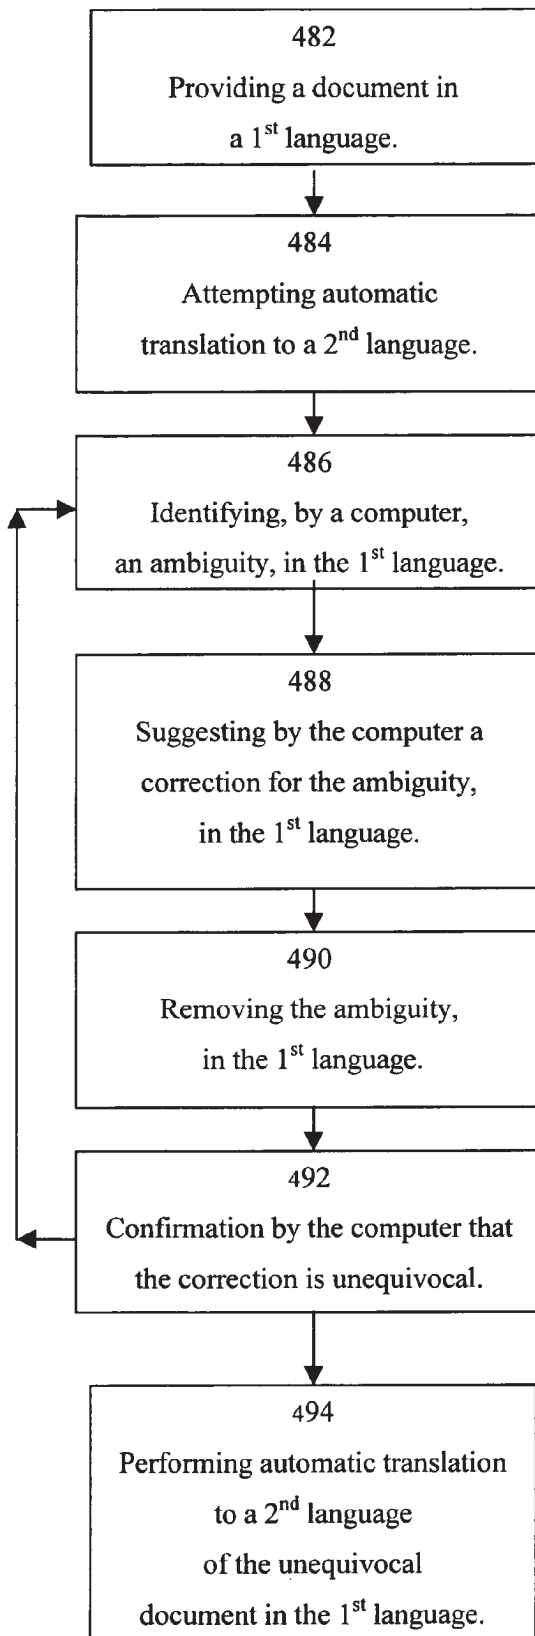 482
Providing a document in
a 1st language.
484
Attempting automatic
translation to a 2nd language.
486
Identifying, by a computer,
an ambiguity, in the 1st language.
488
Suggesting by the computer a
correction for the ambiguity,
in the 1st language.
490
Removing the ambiguity,
in the 1st language.
492
Confirmation by the computer that
the correction is unequivocal.
494
Performing automatic translation
to a 2nd language
of the unequivocal
document in the 1st language.